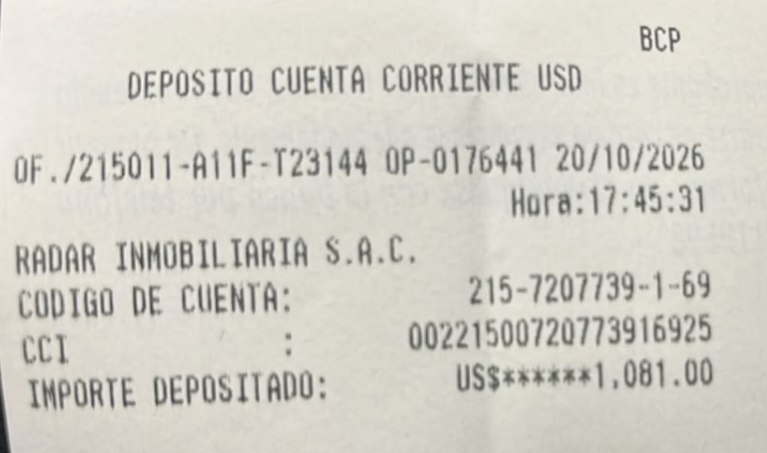 BCP
DEPOSITO CUENTA CORRIENTE USD
OF./215011-A11F-T23144 OP-0176441 20/10/2026
Hora:17:45:31
RADAR INMOBILIARIA S.A.C.
CODIGO DE CUENTA: 215-7207739-1-69
CCI : 00221500720773916925
IMPORTE DEPOSITADO: US$******1,081.00